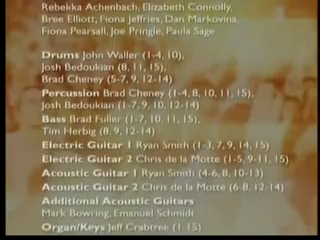 Rebekka Achenbach, Elizabeth Connolly,
Bree Elliott, Fiona Jeffries, Dan Markovina,
Fiona Pearsall, Joe Pringle, Paula Sage
Drums John Waller (1-4, 10),
Josh Bedoukian (8, 11, 15),
Brad Cheney (5-7, 9, 12-14)
Percussion Brad Cheney (1-4, 8, 10, 11, 15),
Josh Bedoukian (1-7, 9, 10, 12-14)
Bass Brad Fuller (1-7, 10, 11, 15),
Tim Herbig (8, 9, 12-14)
Electric Guitar 1 Ryan Smith (1-3, 7, 9, 14, 15)
Electric Guitar 2 Chris de la Motte (1-5, 9-11, 15)
Acoustic Guitar 1 Ryan Smith (4-6, 8, 10-13)
Acoustic Guitar 2 Chris de la Motte (6-8, 12-14)
Additional Acoustic Guitars
Mark Bowring, Emanuel Schmidt
Organ/Keys Jeff Crabtree (1-15)